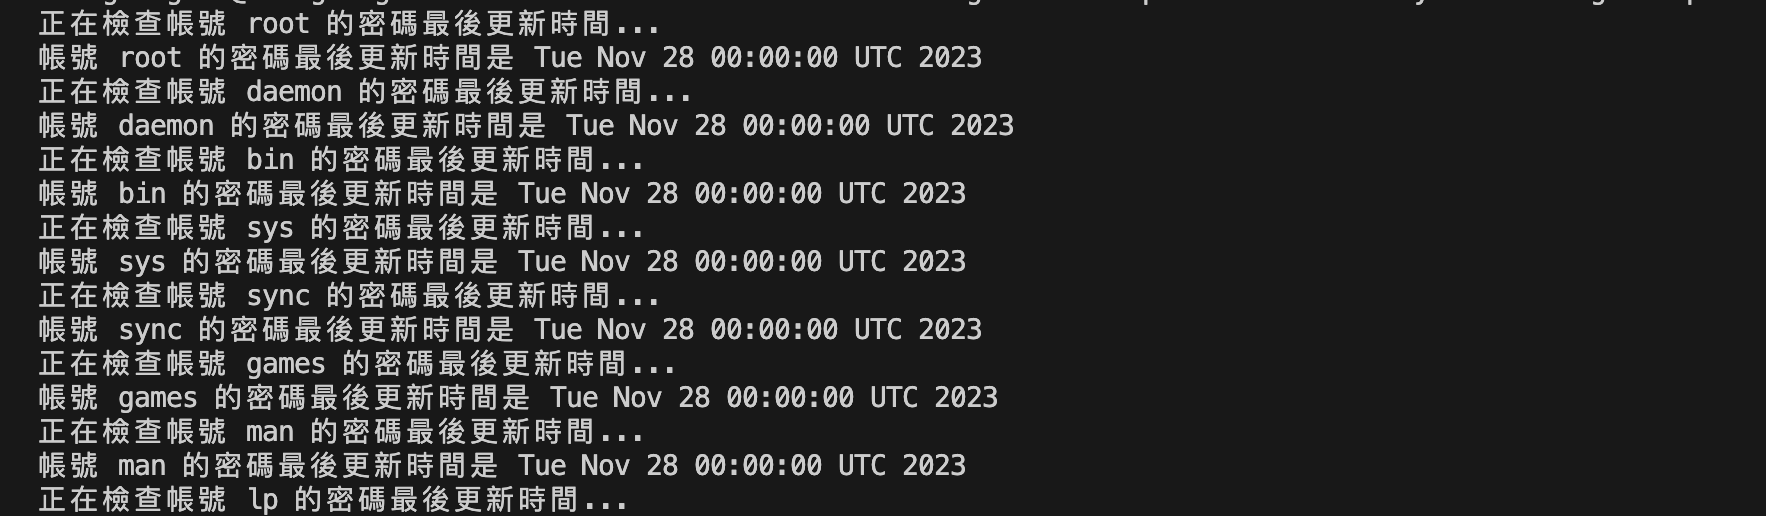 正在檢查帳號 root 的密碼最後更新時間...
帳號 root 的密碼最後更新時間是 Tue Nov 28 00:00:00 UTC 2023
正在檢查帳號 daemon 的密碼最後更新時間...
帳號 daemon 的密碼最後更新時間是 Tue Nov 28 00:00:00 UTC 2023
正在檢查帳號 bin 的密碼最後更新時間...
帳號 bin 的密碼最後更新時間是 Tue Nov 28 00:00:00 UTC 2023
正在檢查帳號 sys 的密碼最後更新時間...
帳號 sys 的密碼最後更新時間是 Tue Nov 28 00:00:00 UTC 2023
正在檢查帳號 sync 的密碼最後更新時間...
帳號 sync 的密碼最後更新時間是 Tue Nov 28 00:00:00 UTC 2023
正在檢查帳號 games 的密碼最後更新時間...
帳號 games 的密碼最後更新時間是 Tue Nov 28 00:00:00 UTC 2023
正在檢查帳號 man 的密碼最後更新時間...
帳號 man 的密碼最後更新時間是 Tue Nov 28 00:00:00 UTC 2023
正在檢查帳號 lp 的密碼最後更新時間...